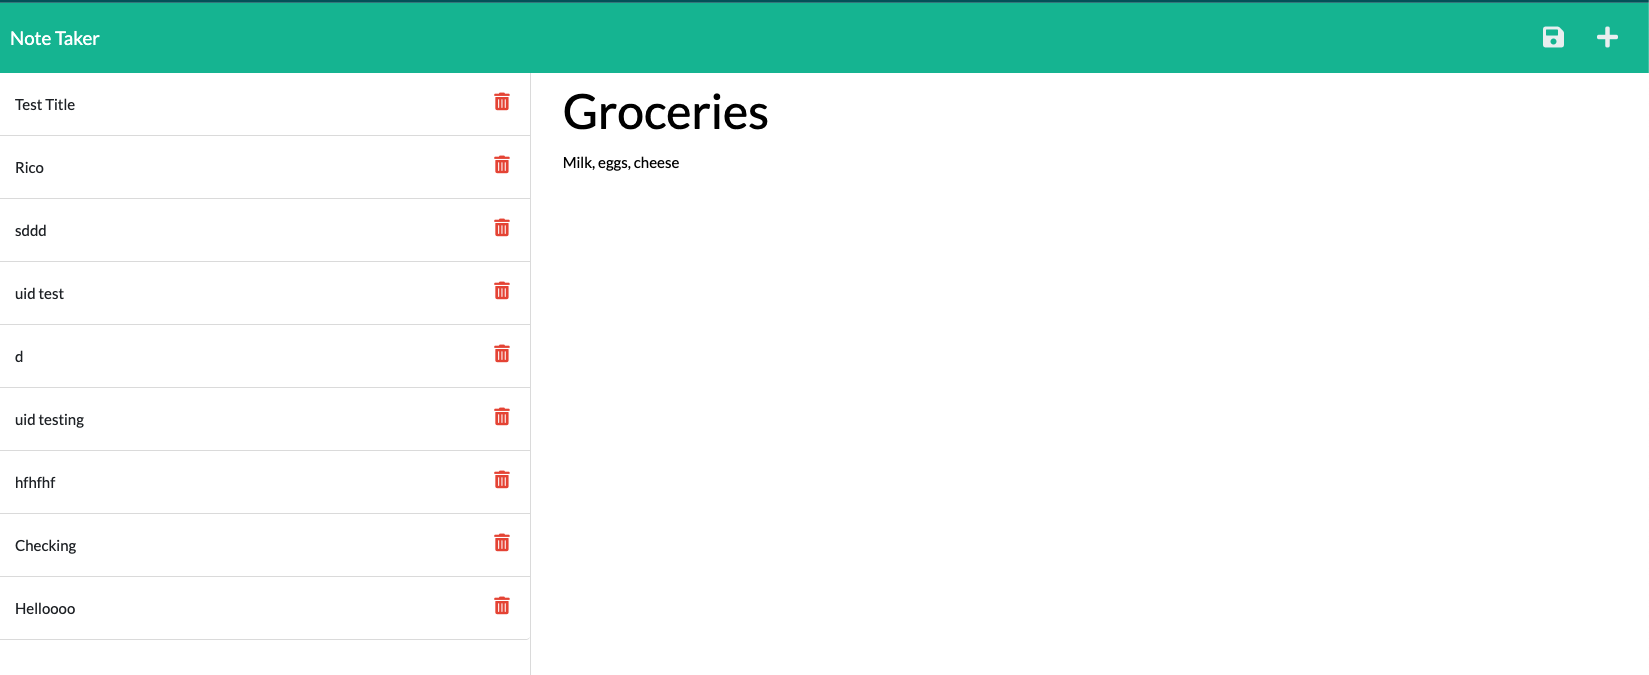 Note Taker
Test Title
Rico
sddd
uid test
d
uid testing
hfhfhf
Checking
Helloooo
Groceries
Milk, eggs, cheese